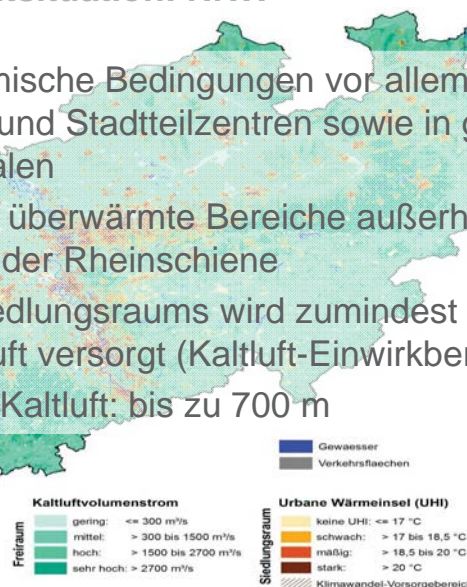 mische Bedingungen vor allem
und Stadtteilzentren sowie in g
alen
überwärmte Bereiche außerh
der Rheinschiene
edlungsraums wird zumindest
uft versorgt (Kaltluft-Einwirkber
Kaltluft: bis zu 700 m
Gewaesser
Verkehrsflaechen
Kaltluftvolumenstrom
Freiraum
gering: <= 300 m³/s
mittel: > 300 bis 1500 m³/s
hoch: > 1500 bis 2700 m³/s
sehr hoch: > 2700 m³/s
Urbane Wärmeinsel (UHI)
Siedlungsraum
keine UHI: <= 17 °C
schwach: > 17 bis 18,5 °C
mäßig: > 18,5 bis 20 °C
stark: > 20 °C
Klimawandel-Vorsorgebereich